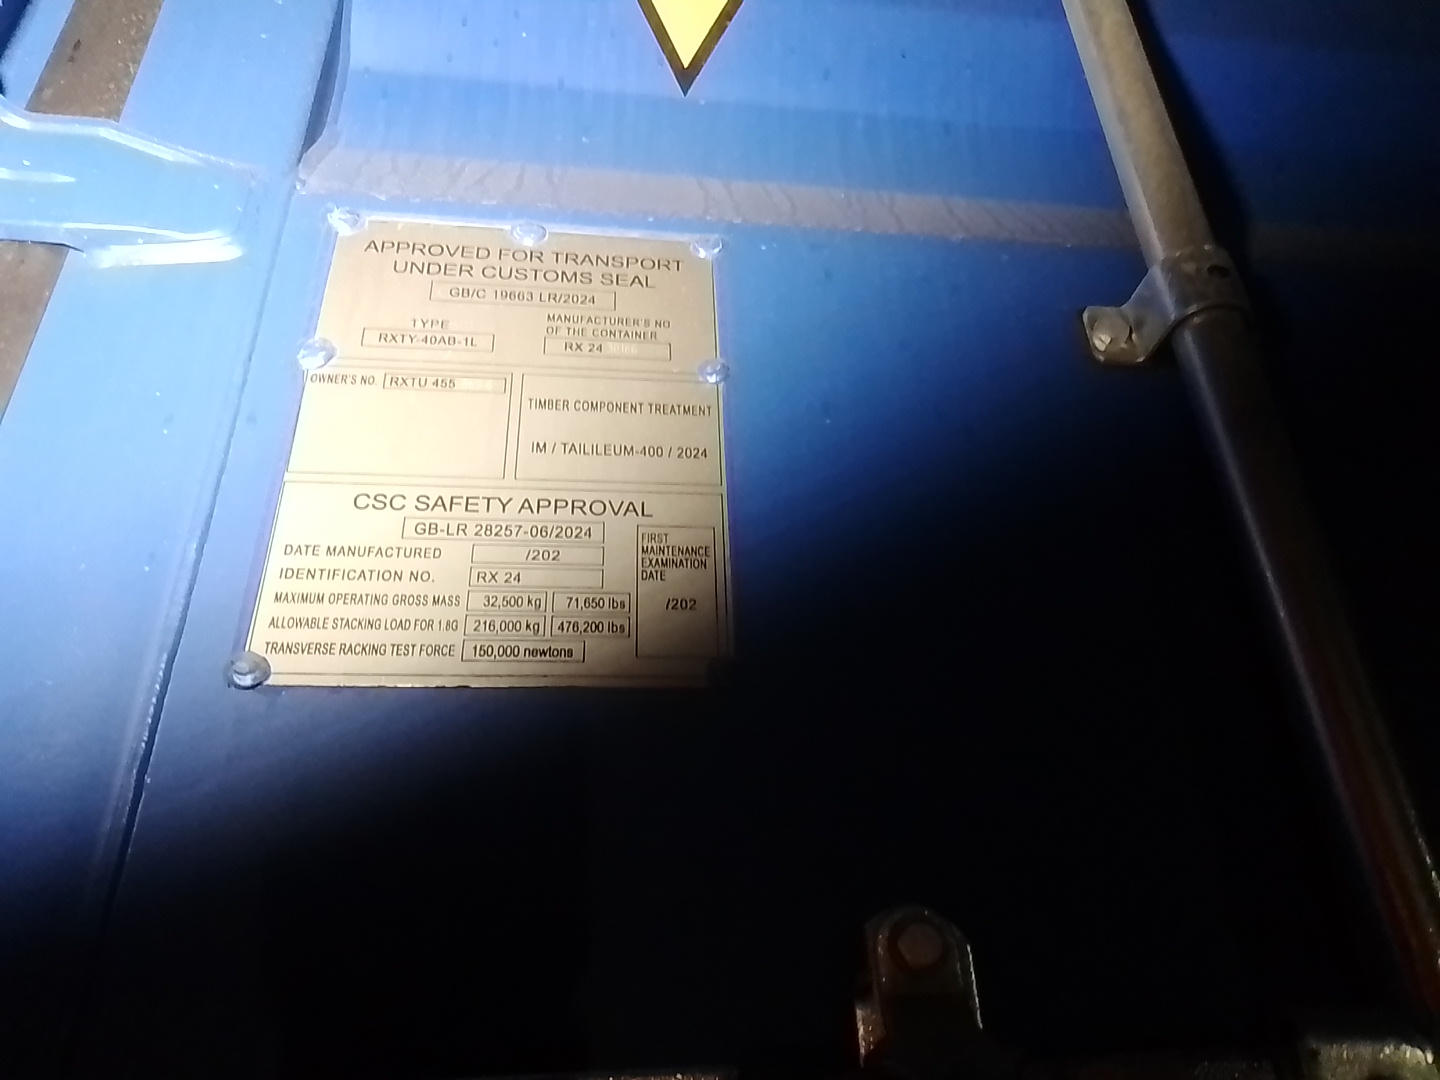 APPROVED FOR TRANSPORT
UNDER CUSTOMS SEAL
GB/C 19663 LR/2024
TYPE
RXTY-40AB-1L
MANUFACTURER'S NO
OF THE CONTAINER
RX 24
OWNER'S NO. RXTU 455
TIMBER COMPONENT TREATMENT
IM / TAILILEUM-400 / 2024
CSC SAFETY APPROVAL
GB-LR 28257-06/2024
DATE MANUFACTURED /202
IDENTIFICATION NO. RX 24
MAXIMUM OPERATING GROSS MASS 32,500 kg 71,650 lbs
ALLOWABLE STACKING LOAD FOR 1.8G 216,000 kg 476,200 lbs
TRANSVERSE RACKING TEST FORCE 150,000 newtons
FIRST
MAINTENANCE
EXAMINATION
DATE
/202